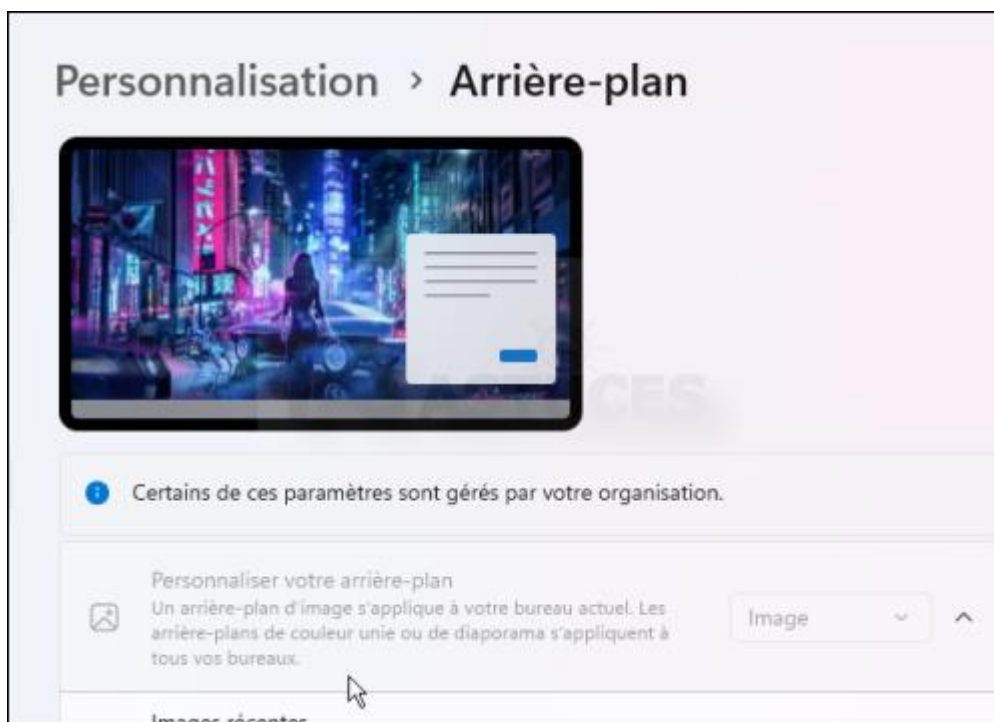 Personnalisation > Arrière-plan
Certains de ces paramètres sont gérés par votre organisation.
Personnaliser votre arrière-plan
Un arrière-plan d'image s'applique à votre bureau actuel. Les
arrière-plans de couleur unie ou de diaporama s'appliquent à
tous vos bureaux.
Image
Images récentes